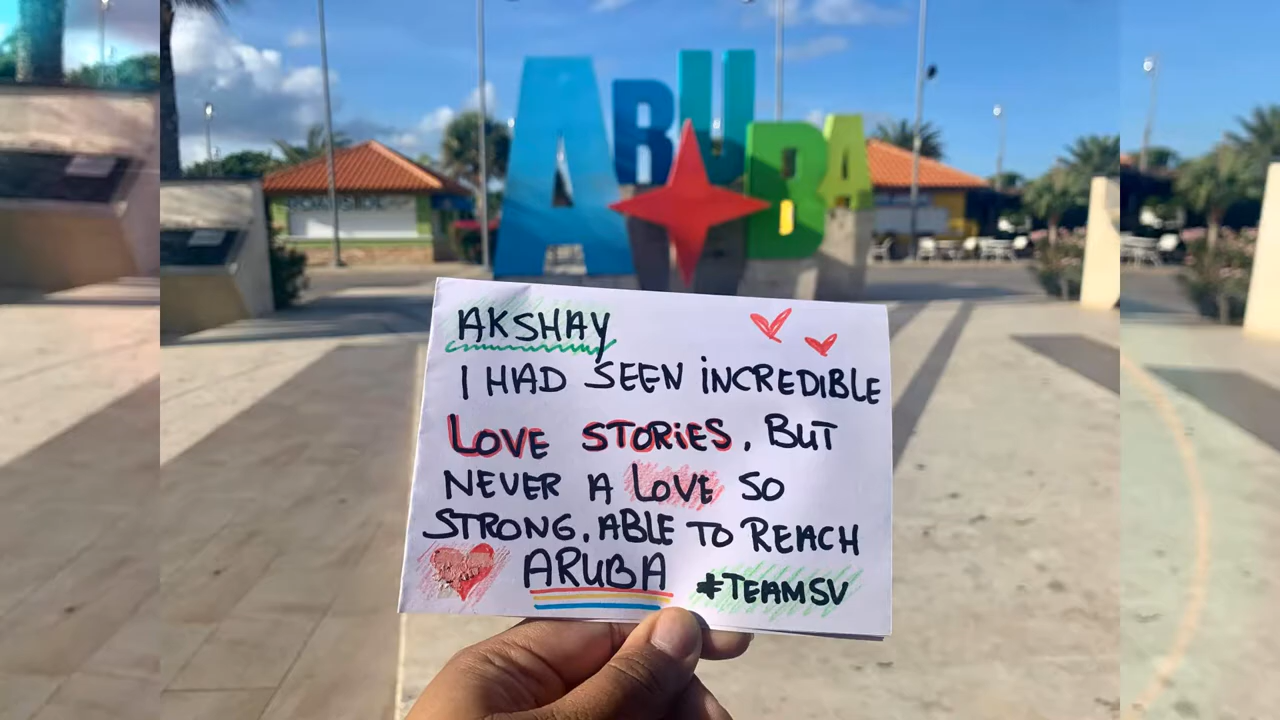 ARUBA
AKSHAY
I HAD SEEN iNCREDIBLE
LOVE STORiES, BUT
NEVER A LOVE SO
STRONG, ABLE TO REACH
ARUBA #TEAMSV